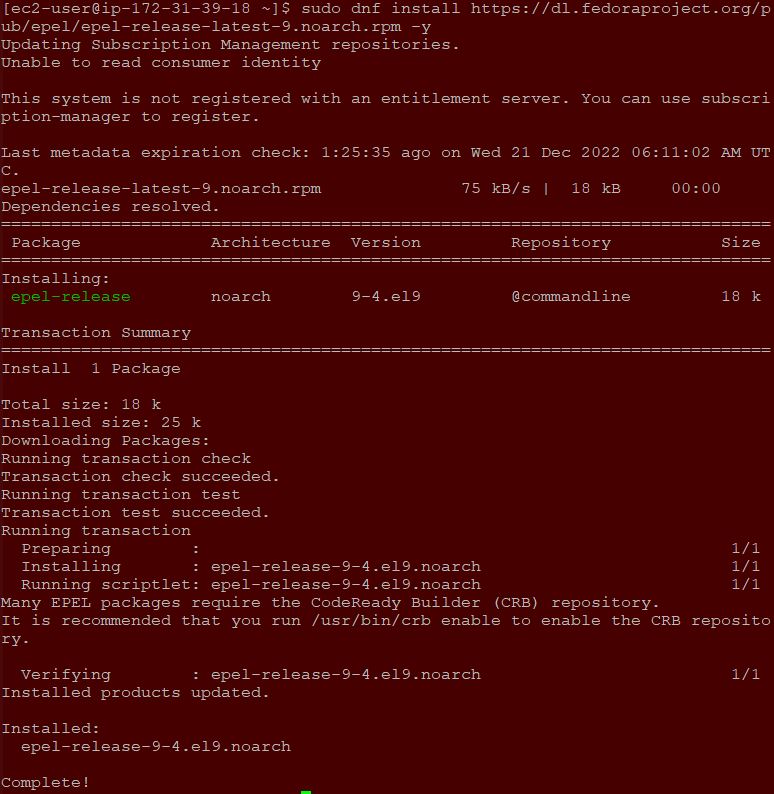 [ec2-user@ip-172-31-39-18 ~]$ sudo dnf install https://dl.fedoraproject.org/p
ub/epel/epel-release-latest-9.noarch.rpm -y
Updating Subscription Management repositories.
Unable to read consumer identity

This system is not registered with an entitlement server. You can use subscri
ption-manager to register.

Last metadata expiration check: 1:25:35 ago on Wed 21 Dec 2022 06:11:02 AM UT
C.
epel-release-latest-9.noarch.rpm              75 kB/s |  18 kB     00:00
Dependencies resolved.
=============================================================================
 Package             Architecture  Version         Repository           Size
=============================================================================
Installing:
 epel-release        noarch        9-4.el9         @commandline         18 k

Transaction Summary
=============================================================================
Install  1 Package

Total size: 18 k
Installed size: 25 k
Downloading Packages:
Running transaction check
Transaction check succeeded.
Running transaction test
Transaction test succeeded.
Running transaction
  Preparing        :                                                     1/1
  Installing       : epel-release-9-4.el9.noarch                         1/1
  Running scriptlet: epel-release-9-4.el9.noarch                         1/1
Many EPEL packages require the CodeReady Builder (CRB) repository.
It is recommended that you run /usr/bin/crb enable to enable the CRB reposito
ry.

  Verifying        : epel-release-9-4.el9.noarch                         1/1
Installed products updated.

Installed:
  epel-release-9-4.el9.noarch

Complete!